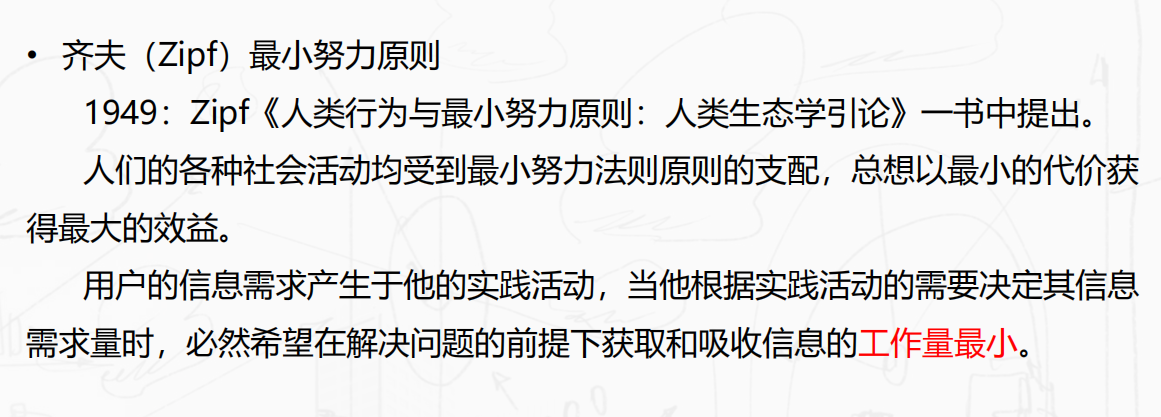 • 齐夫（Zipf）最小努力原则
1949：Zipf《人类行为与最小努力原则：人类生态学引论》一书中提出。
人们的各种社会活动均受到最小努力法则原则的支配，总想以最小的代价获
得最大的效益。
用户的信息需求产生于他的实践活动，当他根据实践活动的需要决定其信息
需求量时，必然希望在解决问题的前提下获取和吸收信息的工作量最小。